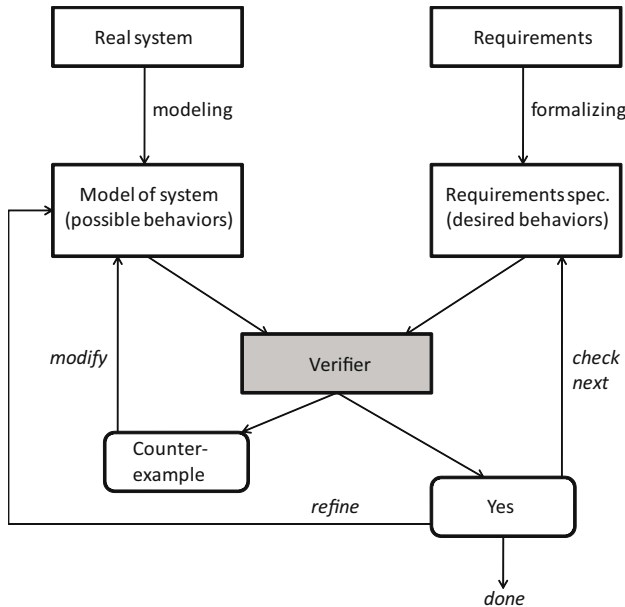 Real system
Requirements
modeling
formalizing
Model of system
(possible behaviors)
Requirements spec.
(desired behaviors)
modify
Verifier
check
next
Counter-
example
refine
Yes
done